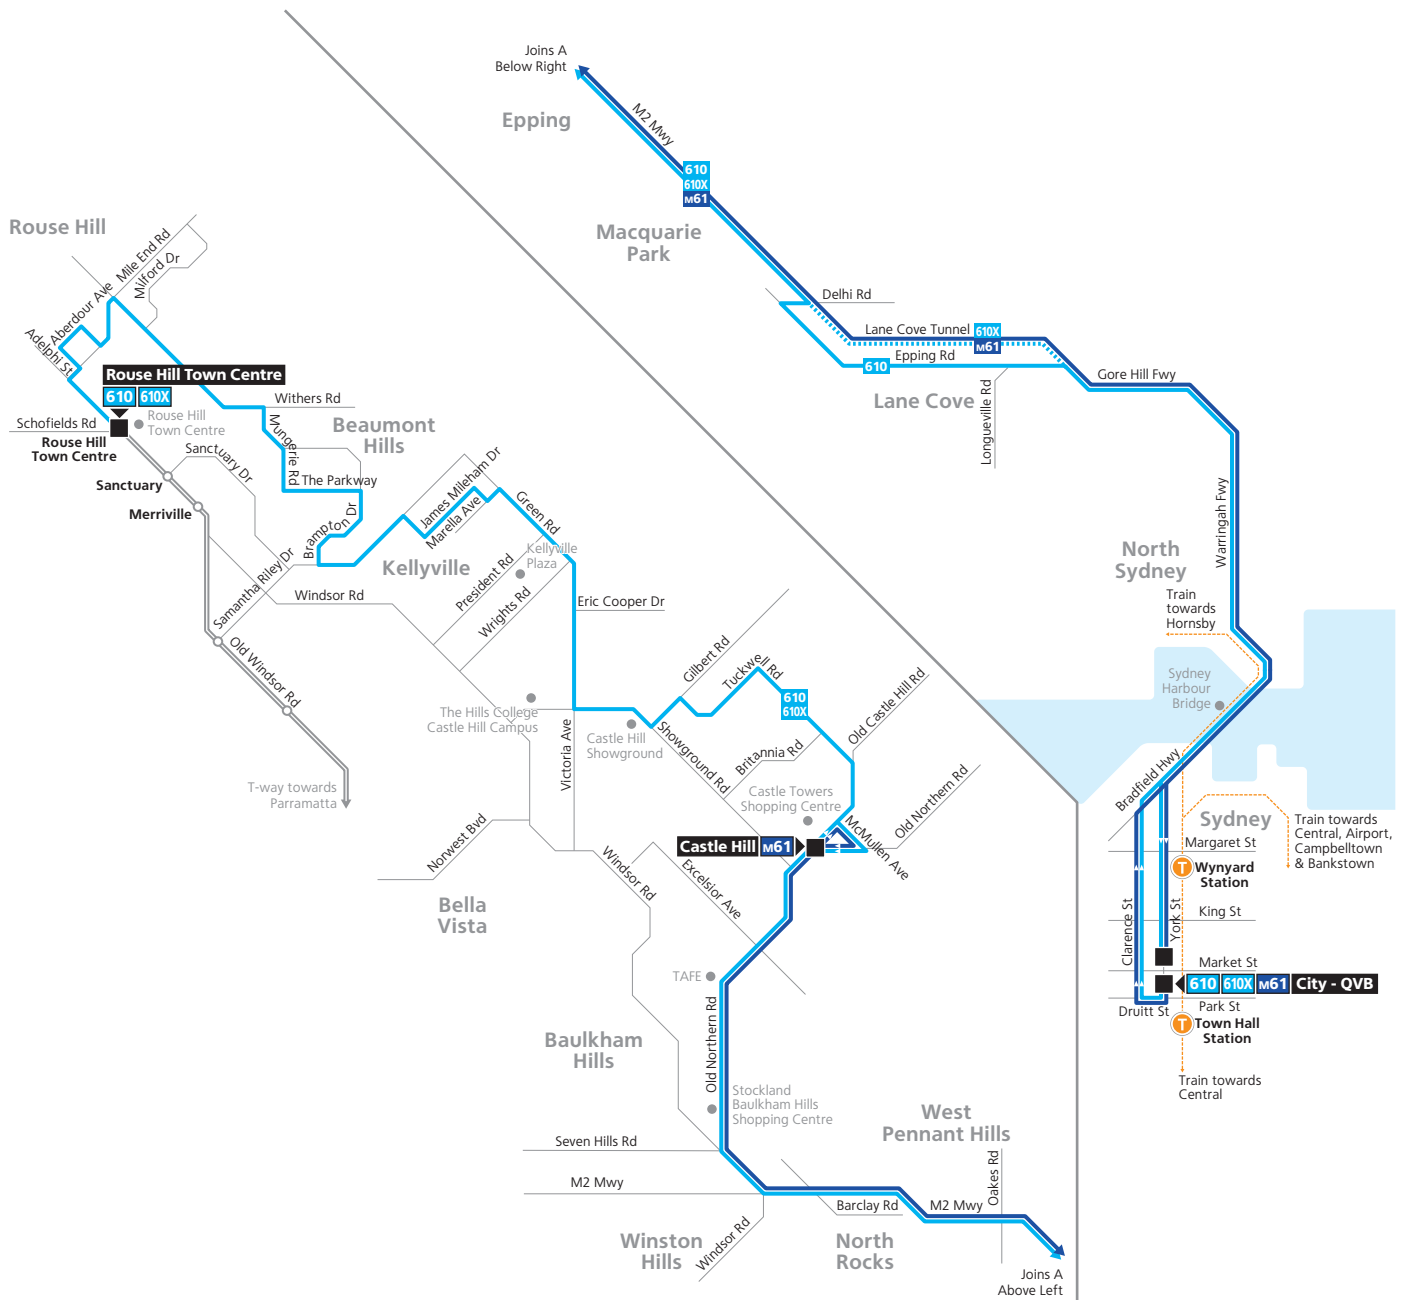 Joins A
Below Right
Epping
M2 Mwy
610
610X
M61
Macquarie
Park
Delhi Rd
Lane Cove Tunnel
610X
M61
Epping Rd
610
Gore Hill Fwy
Lane Cove
Longueville Rd
Warringah Fwy
North
Sydney
Train
towards
Hornsby
Sydney
Harbour
Bridge
Bradfield Hwy
Sydney
Train towards
Central, Airport,
Campbelltown
& Bankstown
Margaret St
T
Wynyard
Station
Clarence St
York St
King St
Market St
610
610X
M61
City - QVB
Druitt St
Park St
T
Town Hall
Station
Train towards
Central
Rouse Hill
Mile End Rd
Milford Dr
Aberdour Ave
Adelphi St
Rouse Hill Town Centre
610
610X
Schofields Rd
Rouse Hill
Town Centre
Rouse Hill
Town Centre
Withers Rd
Mungerie Rd
Beaumont
Hills
Sanctuary Dr
Sanctuary
The Parkway
Merriville
Brampton Dr
James Mileham Dr
Marella Ave
Green Rd
Kellyville
Kellyville
Plaza
President Rd
Wrights Rd
Samantha Riley Dr
Windsor Rd
Eric Cooper Dr
Old Windsor Rd
Gilbert Rd
Tuckwell Rd
610
610X
Old Castle Hill Rd
The Hills College
Castle Hill Campus
Castle Hill
Showground
Victoria Ave
Showground Rd
Britannia Rd
Old Northern Rd
T-way towards
Parramatta
Castle Towers
Shopping Centre
McMullen Ave
Castle Hill
M61
Norwest Bvd
Windsor Rd
Excelsior Ave
Bella
Vista
TAFE
Old Northern Rd
Baulkham
Hills
Stockland
Baulkham Hills
Shopping Centre
West
Pennant Hills
Seven Hills Rd
M2 Mwy
Oakes Rd
Barclay Rd
M2 Mwy
Winston
Hills
Windsor Rd
North
Rocks
Joins A
Above Left